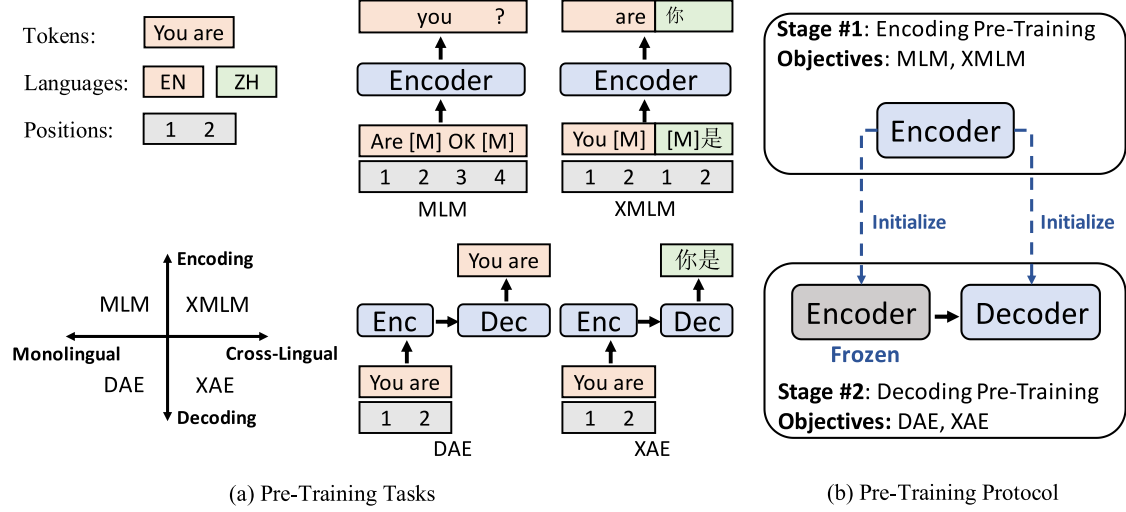 Tokens: You are
Languages: EN ZH
Positions: 1 2
you ?
Encoder
Are [M] OK [M]
1 2 3 4
MLM
are 你
Encoder
You [M] [M]是
1 2 1 2
XMLM
Encoding
MLM XMLM
Monolingual Cross-Lingual
DAE XAE
Decoding
You are
Enc Dec
You are
1 2
DAE
你是
Enc Dec
You are
1 2
XAE
(a) Pre-Training Tasks
Stage #1: Encoding Pre-Training
Objectives: MLM, XMLM
Encoder
Initialize Initialize
Encoder Decoder
Frozen
Stage #2: Decoding Pre-Training
Objectives: DAE, XAE
(b) Pre-Training Protocol